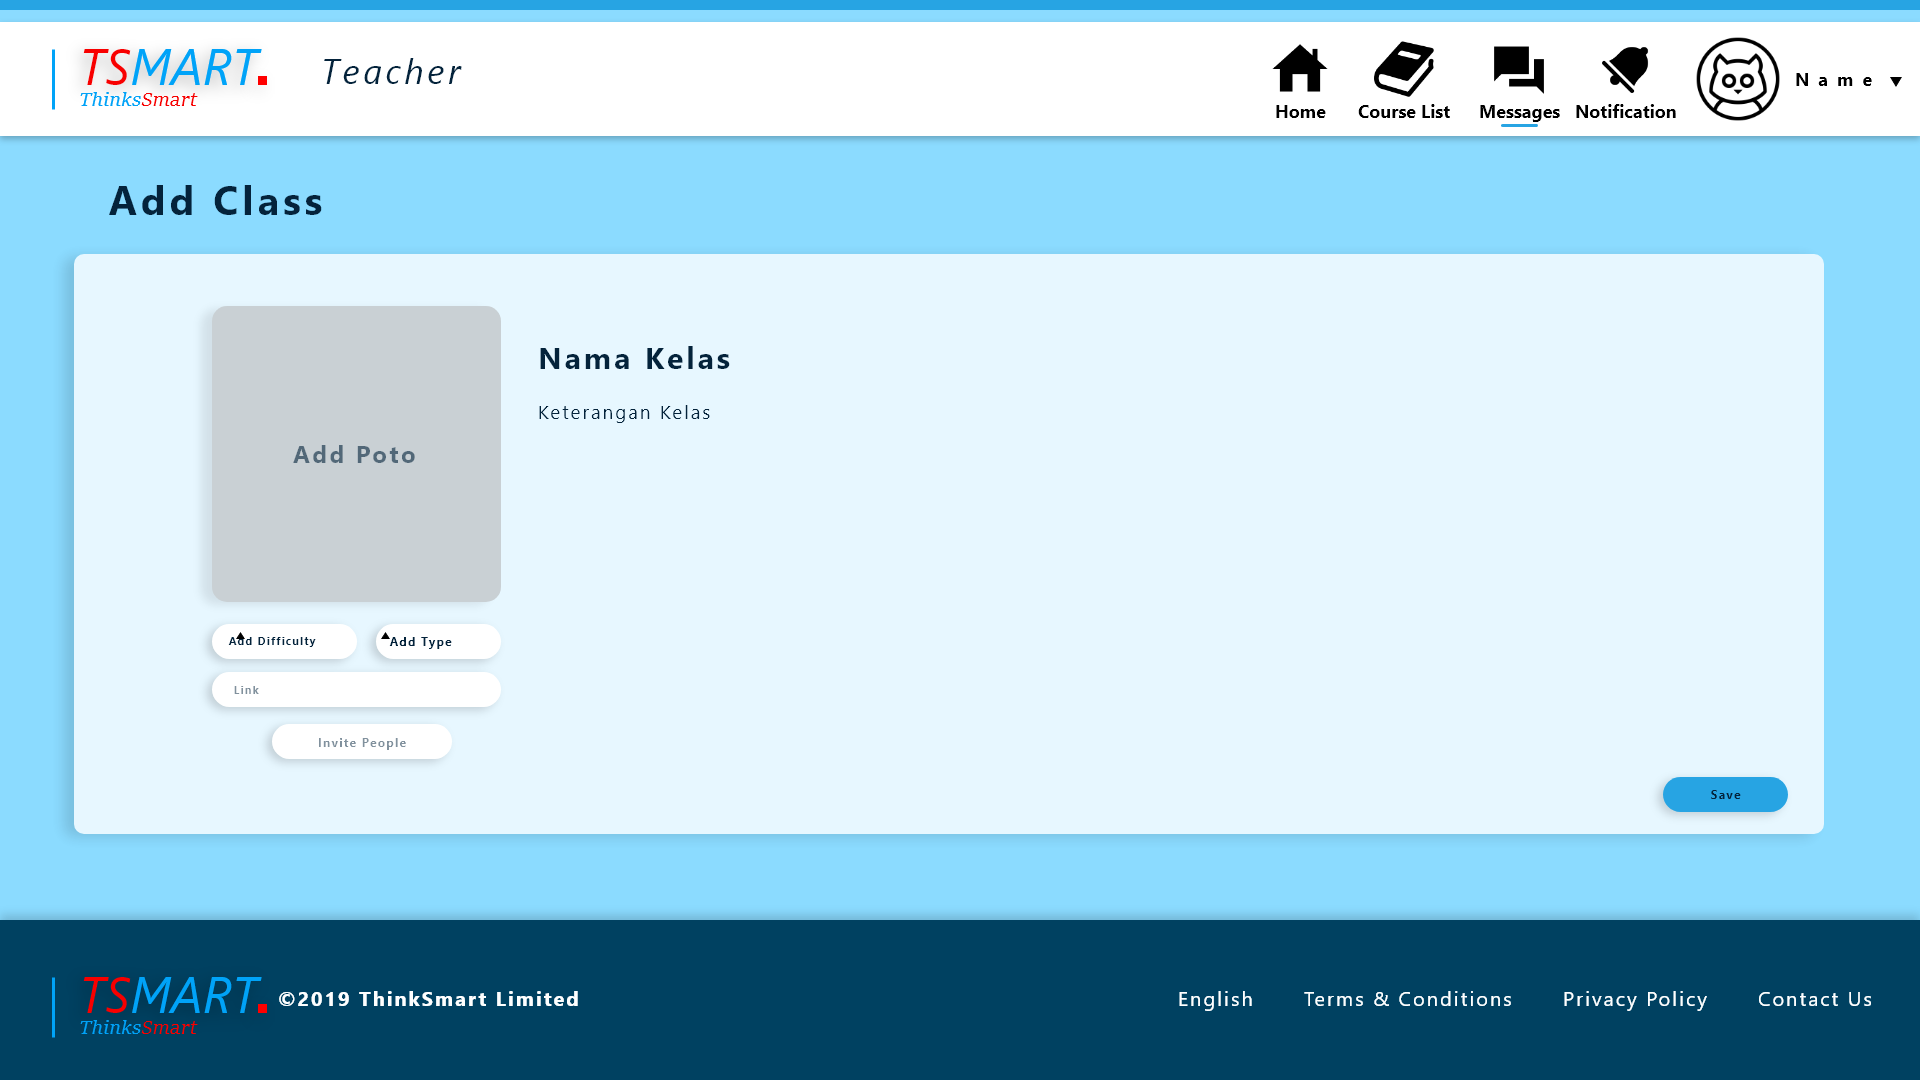 TSMART.
ThinksSmart
Teacher
Home
Course List
Messages
Notification
Name
Add Class
Add Poto
Nama Kelas
Keterangan Kelas
Add Difficulty
Add Type
Link
Invite People
Save
TSMART.
ThinksSmart
©2019 ThinkSmart Limited
English
Terms & Conditions
Privacy Policy
Contact Us